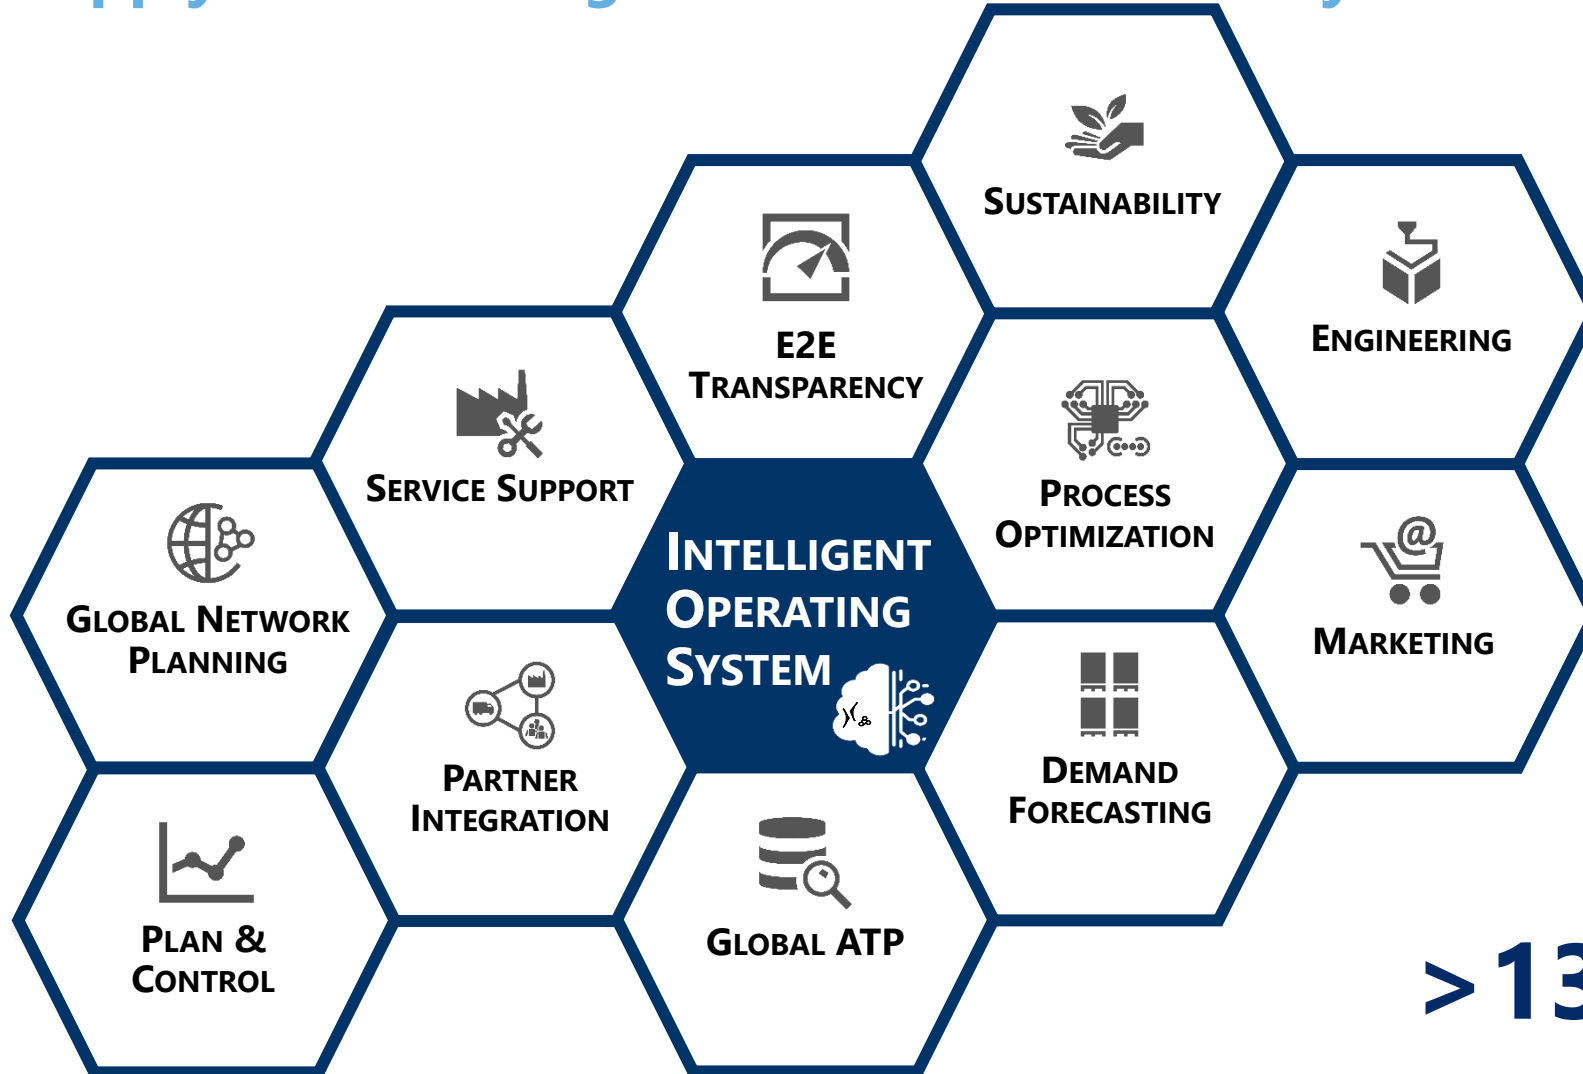 SUSTAINABILITY
E2E
TRANSPARENCY
ENGINEERING
SERVICE SUPPORT
PROCESS
OPTIMIZATION
INTELLIGENT
OPERATING
SYSTEM
GLOBAL NETWORK
PLANNING
MARKETING
PARTNER
INTEGRATION
DEMAND
FORECASTING
GLOBAL ATP
PLAN &
CONTROL
@
>13